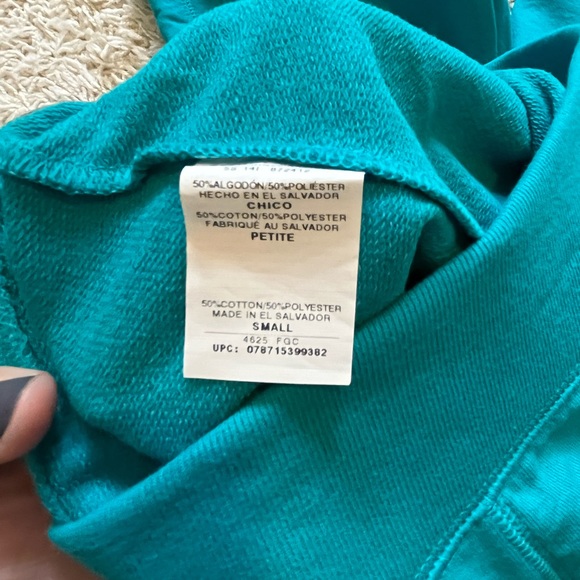 50%ALGODÓN/50%POLIÉSTER
HECHO EN EL SALVADOR
CHICO
50%COTON/50%POLYESTER
FABRIQUÉ AU SALVADOR
PETITE
50%COTTON/50%POLYESTER
MADE IN EL SALVADOR
SMALL
4625 FGC
UPC: 078715399382